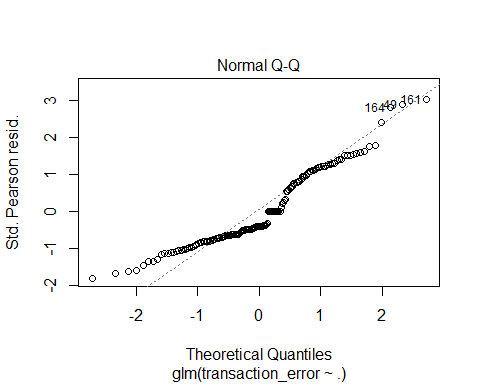 Normal Q-Q
Std. Pearson resid.
3
2
1
0
-1
-2
164 49 161
-2 -1 0 1 2
Theoretical Quantiles
glm(transaction_error ~ .)